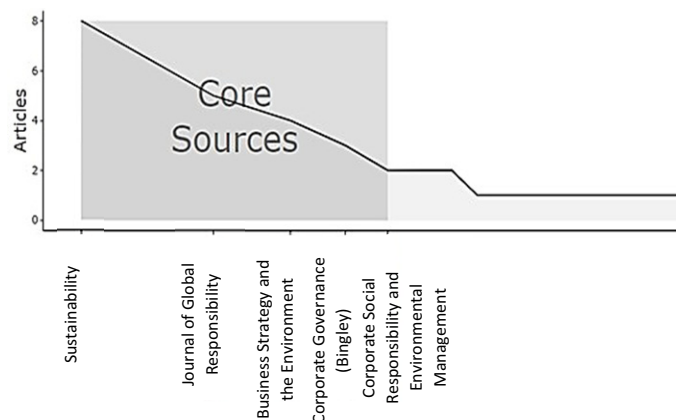 8
6
4
2
0
Articles
Core
Sources
Sustainability
Journal of Global
Responsibility
Business Strategy and
the Environment
Corporate Governance
(Bingley)
Corporate Social
Responsibility and
Environmental
Management